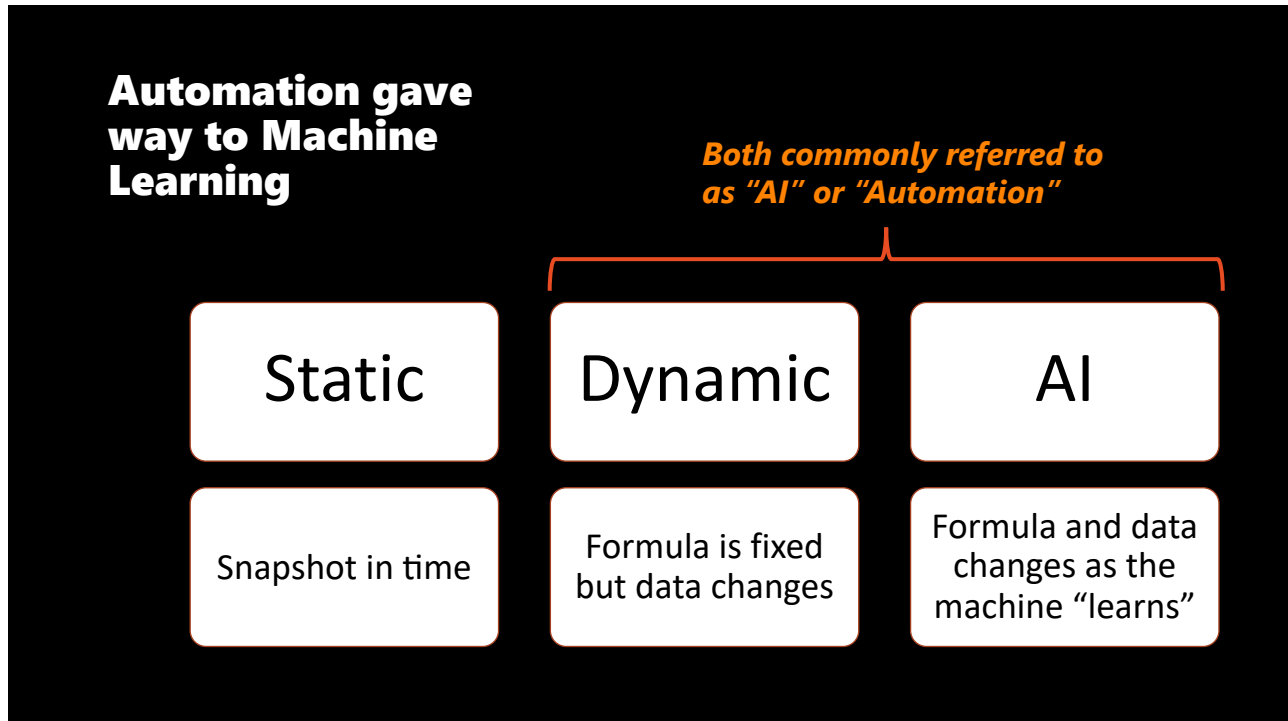 Automation gave
way to Machine
Learning
Both commonly referred to
as “AI” or “Automation”
Static
Dynamic
AI
Snapshot in time
Formula is fixed
but data changes
Formula and data
changes as the
machine “learns”